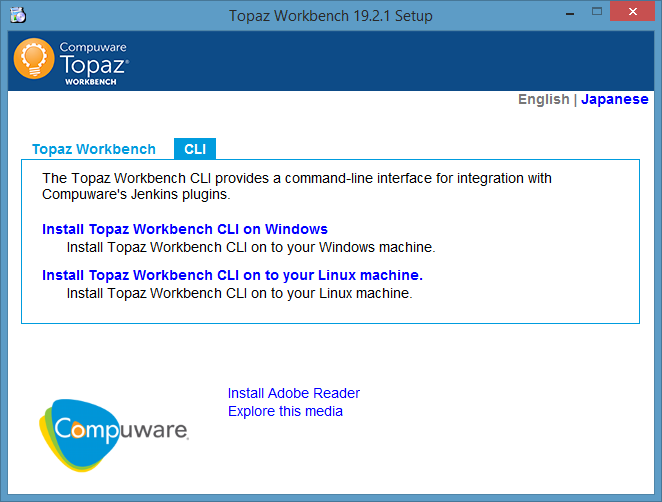 Topaz Workbench 19.2.1 Setup
Compuware
Topaz®
WORKBENCH
English | Japanese
Topaz Workbench CLI
The Topaz Workbench CLI provides a command-line interface for integration with
Compuware's Jenkins plugins.
Install Topaz Workbench CLI on Windows
Install Topaz Workbench CLI on to your Windows machine.
Install Topaz Workbench CLI on to your Linux machine.
Install Topaz Workbench CLI on to your Linux machine.
Install Adobe Reader
Explore this media
Compuware